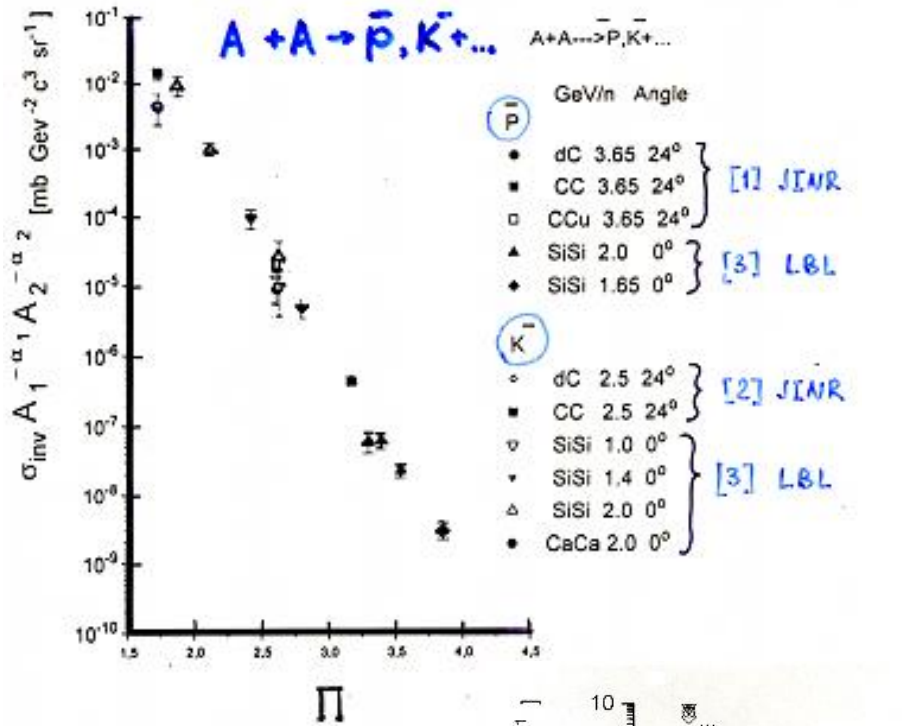 A + A → p̄, K̄+...
A+A--->P̄,K̄+...
σinv A1^-α1 A2^-α2 [mb Gev^-2 c^3 sr^-1]
10^-1
10^-2
10^-3
10^-4
10^-5
10^-6
10^-7
10^-8
10^-9
10^-10
1,5 2,5 3,0 3,5 4,0 4,5
Π
GeV/n Angle
P̄
dC 3.65 24°
CC 3.65 24°
CCu 3.65 24°
[1] JINR
SiSi 2.0 0°
SiSi 1.65 0°
[3] LBL
K̄
dC 2.5 24°
CC 2.5 24°
[2] JINR
SiSi 1.0 0°
SiSi 1.4 0°
SiSi 2.0 0°
CaCa 2.0 0°
[3] LBL
10